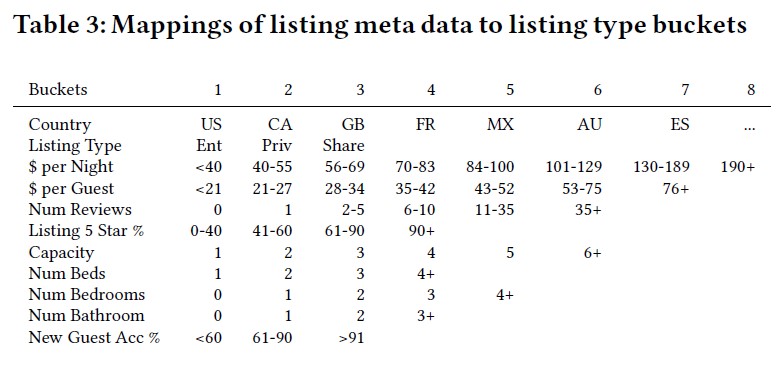 Table 3: Mappings of listing meta data to listing type buckets
Buckets 1 2 3 4 5 6 7 8
Country US CA GB FR MX AU ES ...
Listing Type Ent Priv Share
$ per Night <40 40-55 56-69 70-83 84-100 101-129 130-189 190+
$ per Guest <21 21-27 28-34 35-42 43-52 53-75 76+
Num Reviews 0 1 2-5 6-10 11-35 35+
Listing 5 Star % 0-40 41-60 61-90 90+
Capacity 1 2 3 4 5 6+
Num Beds 1 2 3 4+
Num Bedrooms 0 1 2 3 4+
Num Bathroom 0 1 2 3+
New Guest Acc % <60 61-90 >91